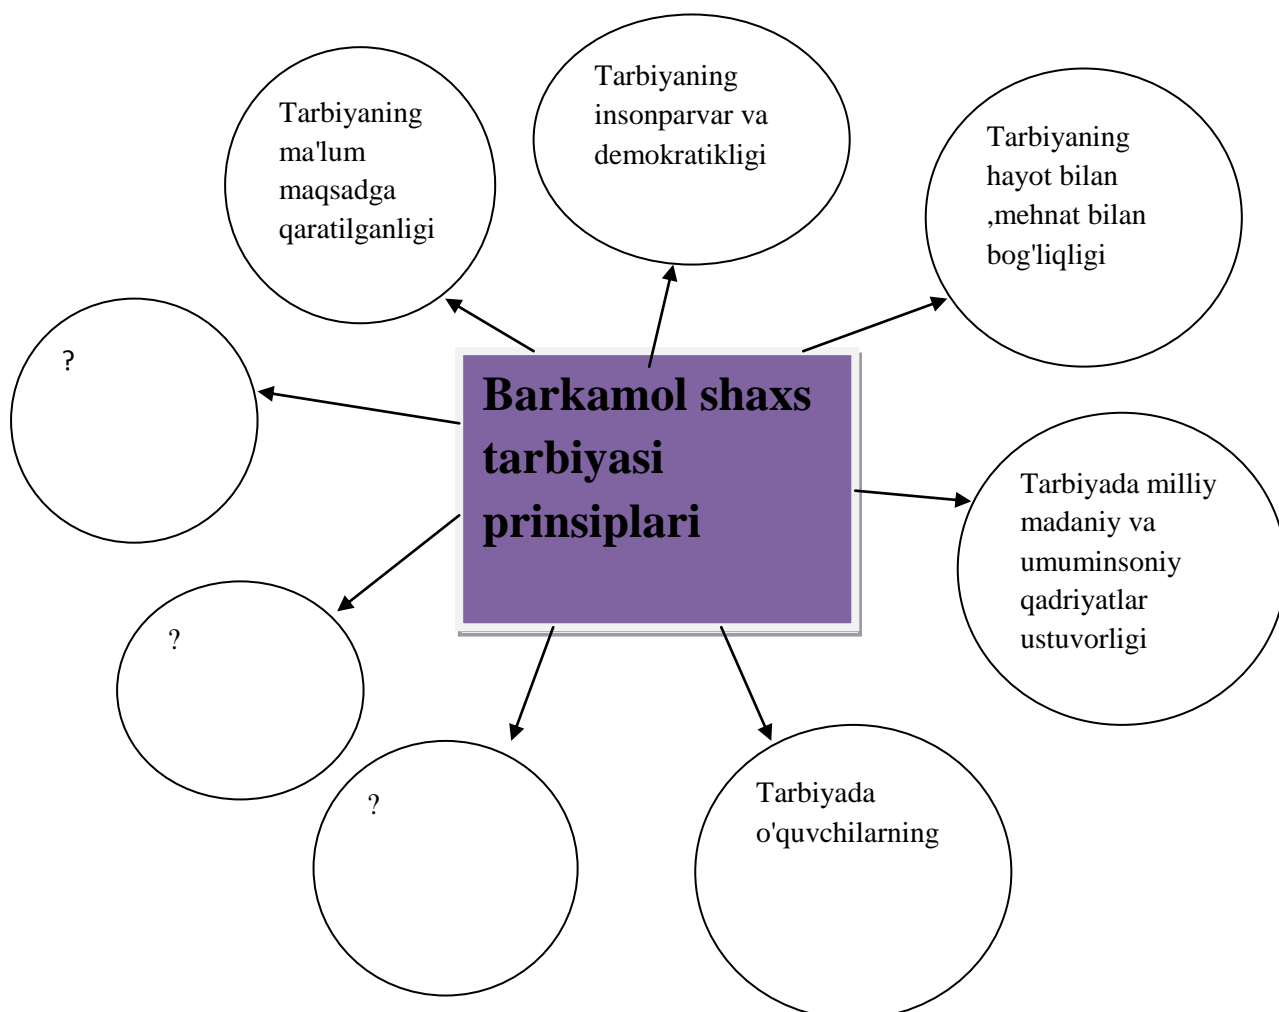 Tarbiyaning
ma'lum
maqsadga
qaratilganligi
Tarbiyaning
insonparvar va
demokratikligi
Tarbiyaning
hayot bilan
,mehnat bilan
bog'liqligi
?
Barkamol shaxs
tarbiyasi
prinsiplari
Tarbiyada milliy
madaniy va
umuminsoniy
qadriyatlar
ustuvorligi
?
?
Tarbiyada
o'quvchilarning